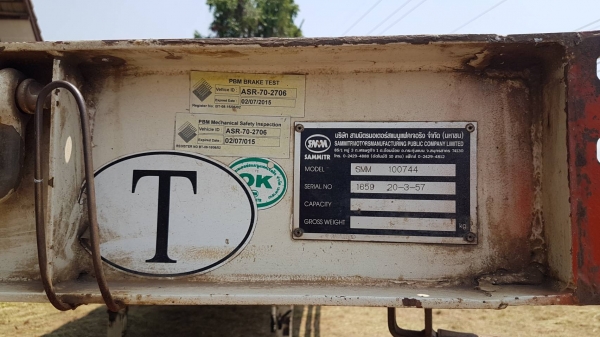 PBM BRAKE TEST
Vehicle ID ASR-70-2706
Expired Date 02/07/2015
PBM Mechanical Safety Inspection
Vehicle ID ASR-70-2706
Expired Date 02/07/2015
OK
T
SMM
SAMMITR
บริษัท สามมิตรมอเตอร์สแมนูแฟคเจอริง จำกัด (มหาชน)
SAMMITR MOTORS MANUFACTURING PUBLIC COMPANY LIMITED
MODEL SMM 100744
SERIAL NO 1659 20-3-57
CAPACITY
GROSS WEIGHT kg.